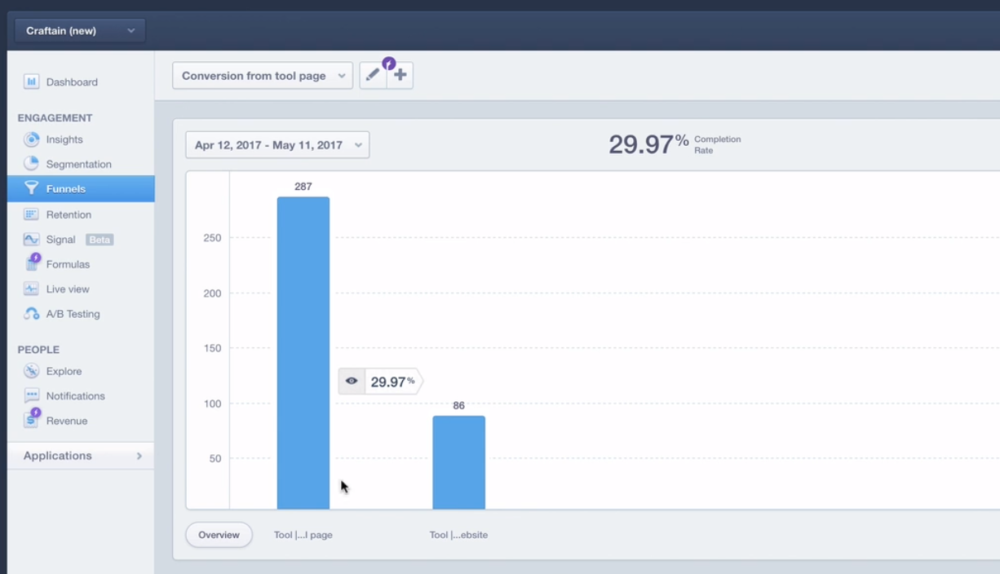 Craftain (new)
Dashboard
ENGAGEMENT
Insights
Segmentation
Funnels
Retention
Signal Beta
Formulas
Live view
A/B Testing
PEOPLE
Explore
Notifications
Revenue
Applications
Conversion from tool page
Apr 12, 2017 - May 11, 2017
29.97% Completion
Rate
287
250
200
150
29.97%
100
86
50
Overview
Tool |...l page
Tool |...ebsite